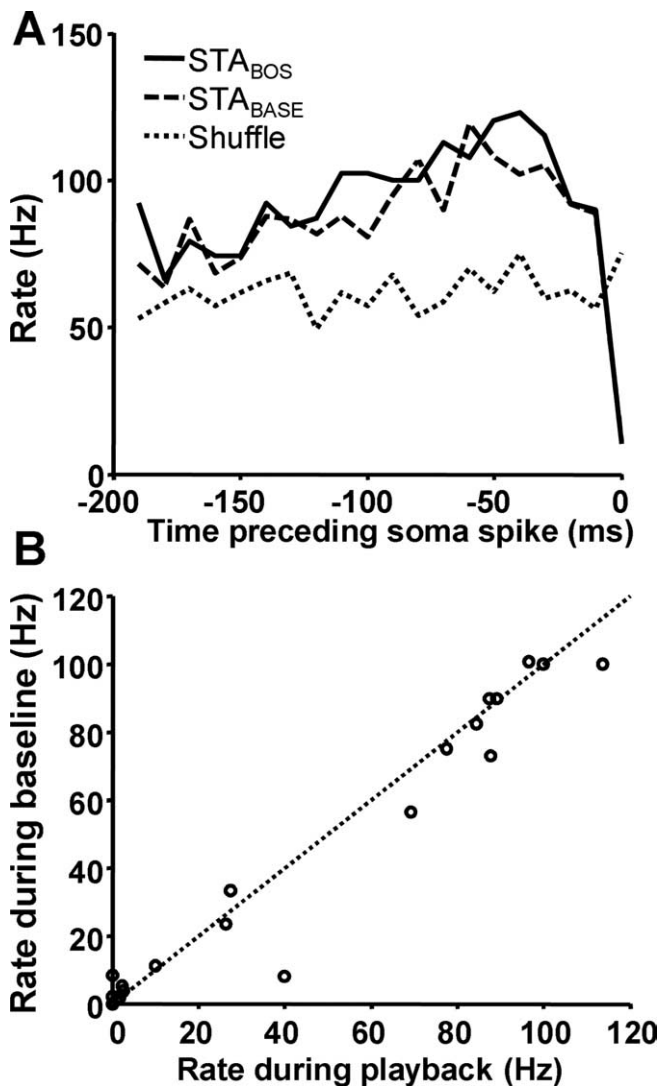 A
150
STABOS
STABASE
Shuffle
100
Rate (Hz)
50
0
-200 -150 -100 -50 0
Time preceding soma spike (ms)
B
120
100
80
Rate during baseline (Hz)
60
40
20
0
0 20 40 60 80 100 120
Rate during playback (Hz)